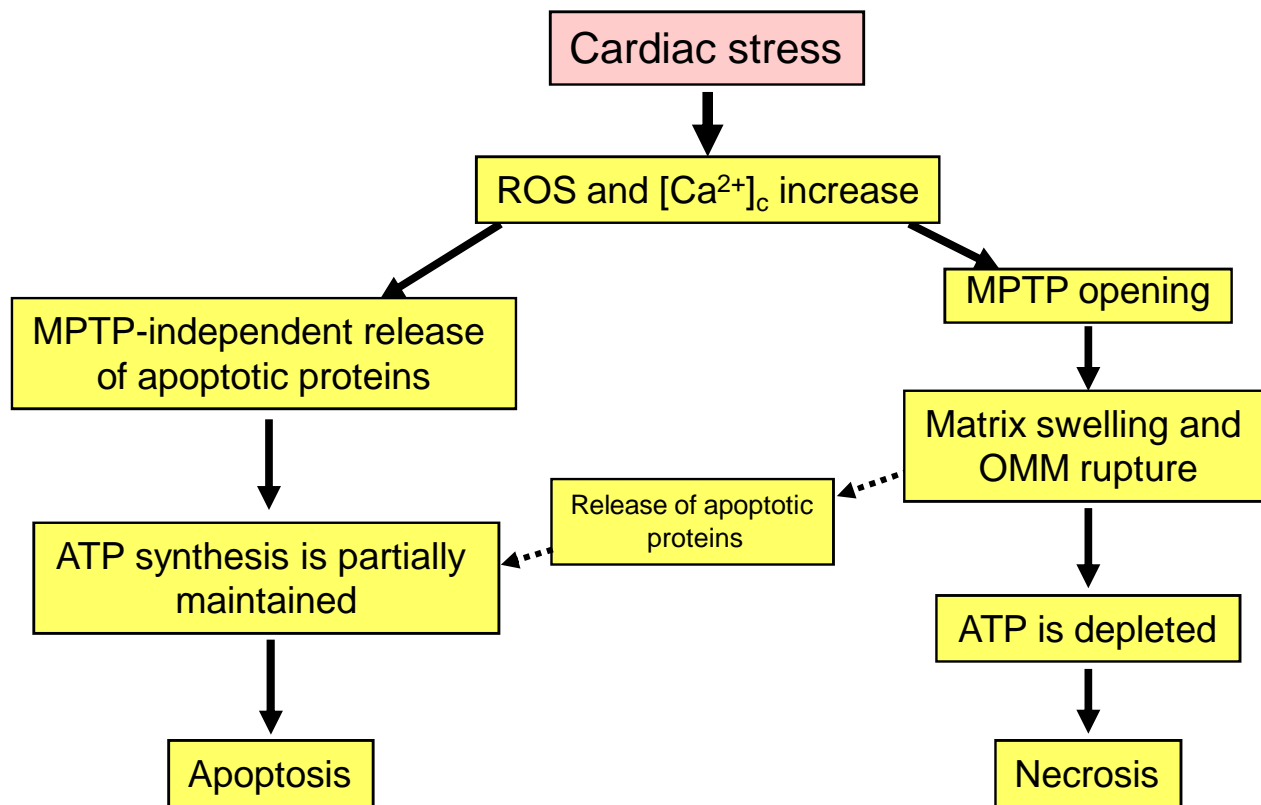 Cardiac stress
ROS and [Ca²⁺]c increase
MPTP opening
MPTP-independent release
of apoptotic proteins
Matrix swelling and
OMM rupture
Release of apoptotic
proteins
ATP synthesis is partially
maintained
ATP is depleted
Apoptosis
Necrosis